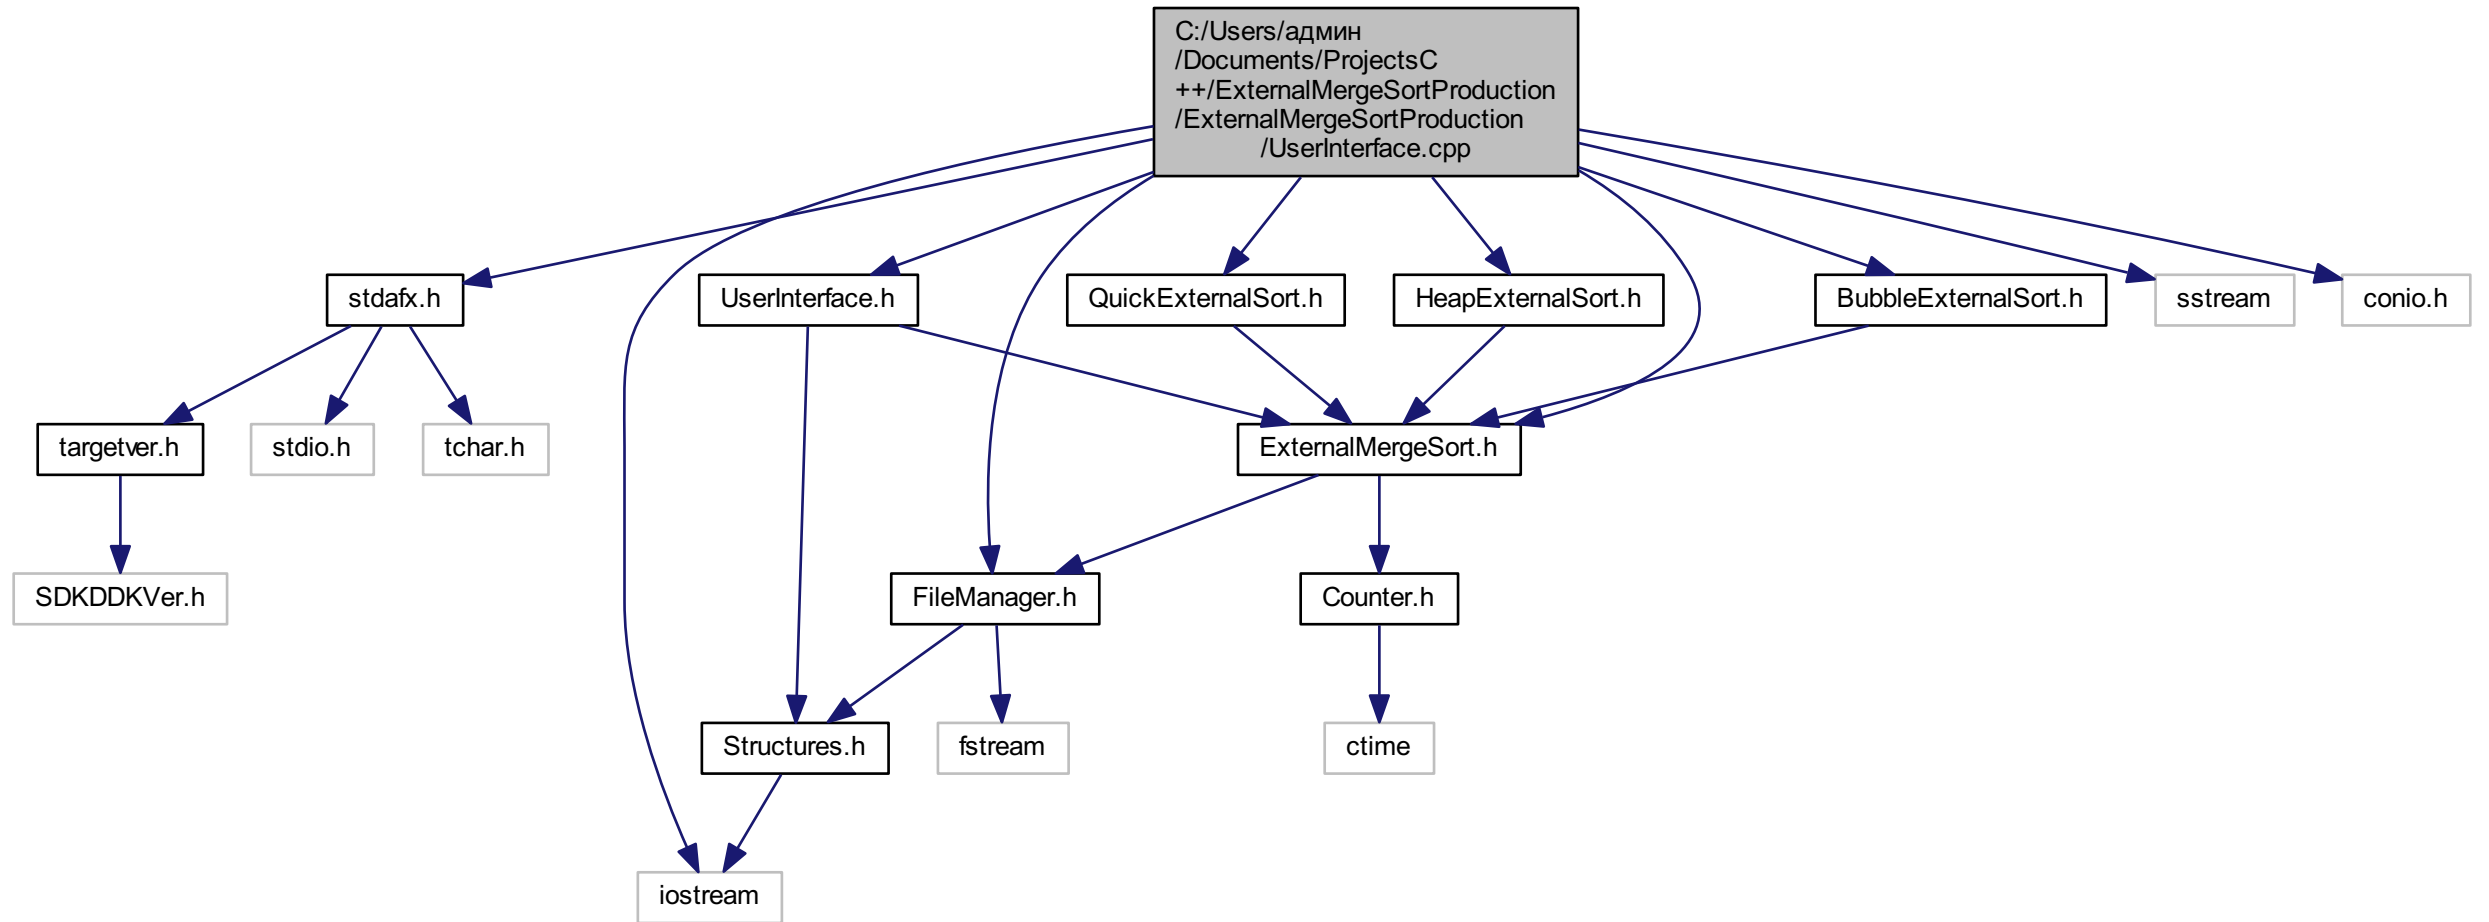 C:/Users/админ
/Documents/ProjectsC
++/ExternalMergeSortProduction
/ExternalMergeSortProduction
/UserInterface.cpp
stdafx.h
UserInterface.h
QuickExternalSort.h
HeapExternalSort.h
BubbleExternalSort.h
sstream
conio.h
targetver.h
stdio.h
tchar.h
ExternalMergeSort.h
SDKDDKVer.h
FileManager.h
Counter.h
Structures.h
fstream
ctime
iostream